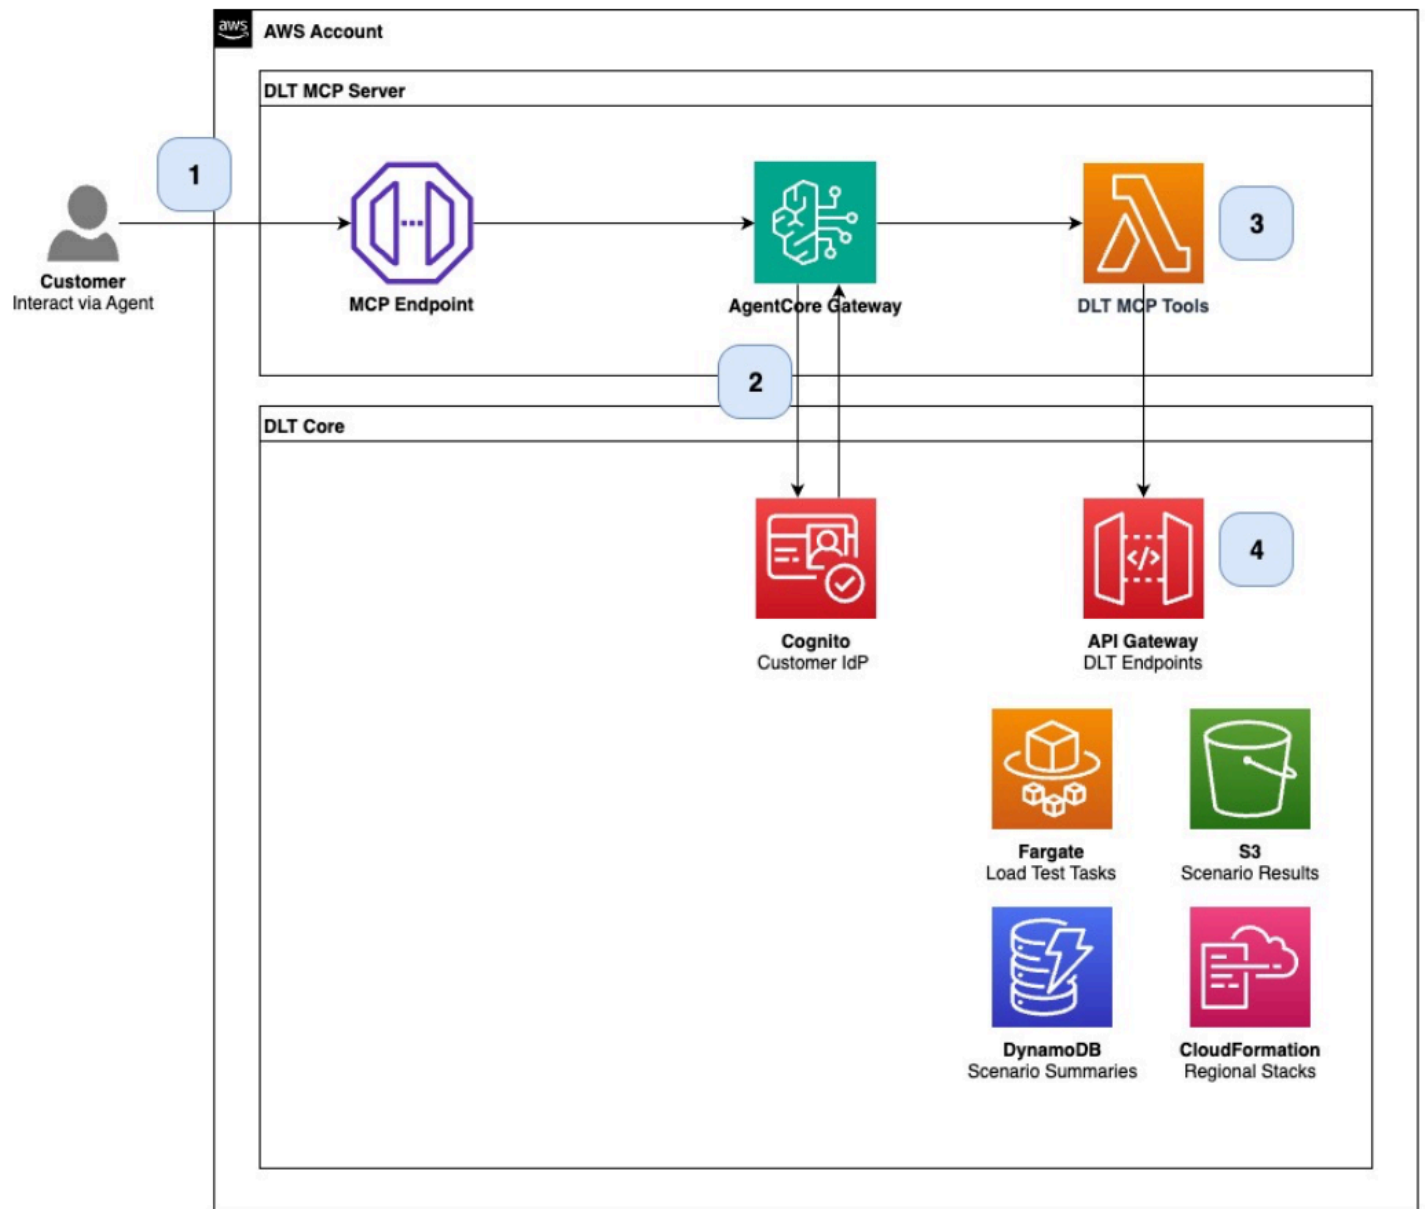 aws
AWS Account
DLT MCP Server
1
3
Customer
Interact via Agent
MCP Endpoint
AgentCore Gateway
DLT MCP Tools
2
DLT Core
4
Cognito
Customer IdP
API Gateway
DLT Endpoints
Fargate
Load Test Tasks
S3
Scenario Results
DynamoDB
Scenario Summaries
CloudFormation
Regional Stacks